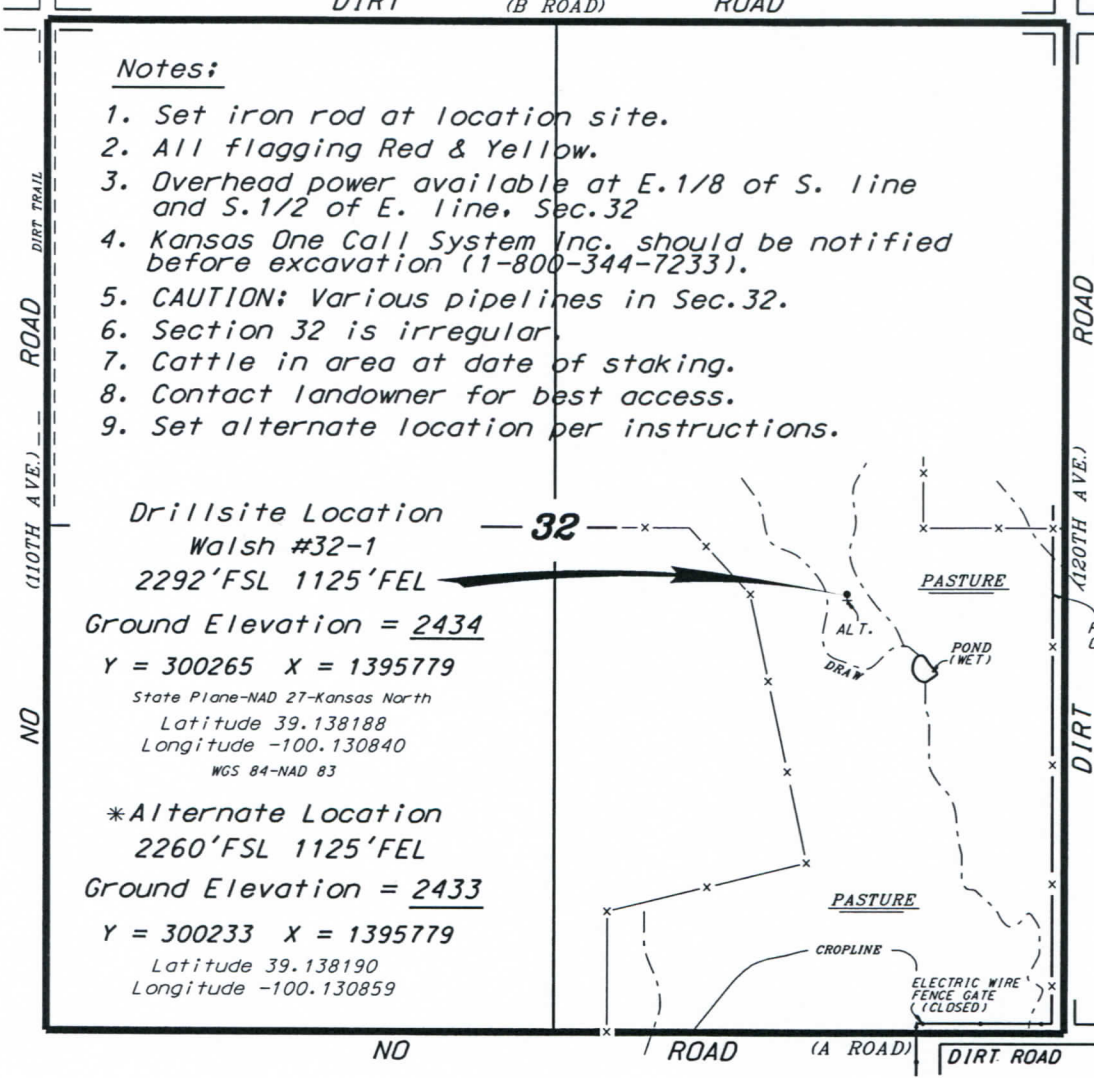 DIRT (B ROAD) ROAD
Notes:
1. Set iron rod at location site.
2. All flagging Red & Yellow.
3. Overhead power available at E.1/8 of S. line
and S.1/2 of E. line, Sec.32
4. Kansas One Call System Inc. should be notified
before excavation (1-800-344-7233).
5. CAUTION: Various pipelines in Sec.32.
6. Section 32 is irregular.
7. Cattle in area at date of staking.
8. Contact landowner for best access.
9. Set alternate location per instructions.
DIRT TRAIL
NO (110TH AVE.) ROAD
Drillsite Location
Walsh #32-1
2292'FSL 1125'FEL
Ground Elevation = 2434
Y = 300265 X = 1395779
State Plane-NAD 27-Kansas North
Latitude 39.138188
Longitude -100.130840
WGS 84-NAD 83
*Alternate Location
2260'FSL 1125'FEL
Ground Elevation = 2433
Y = 300233 X = 1395779
Latitude 39.138190
Longitude -100.130859
32
PASTURE
ALT.
DRAW
POND
(WET)
PASTURE
CROPLINE
ELECTRIC WIRE
FENCE GATE
(CLOSED)
DIRT (120TH AVE.) ROAD
NO ROAD (A ROAD)
DIRT ROAD